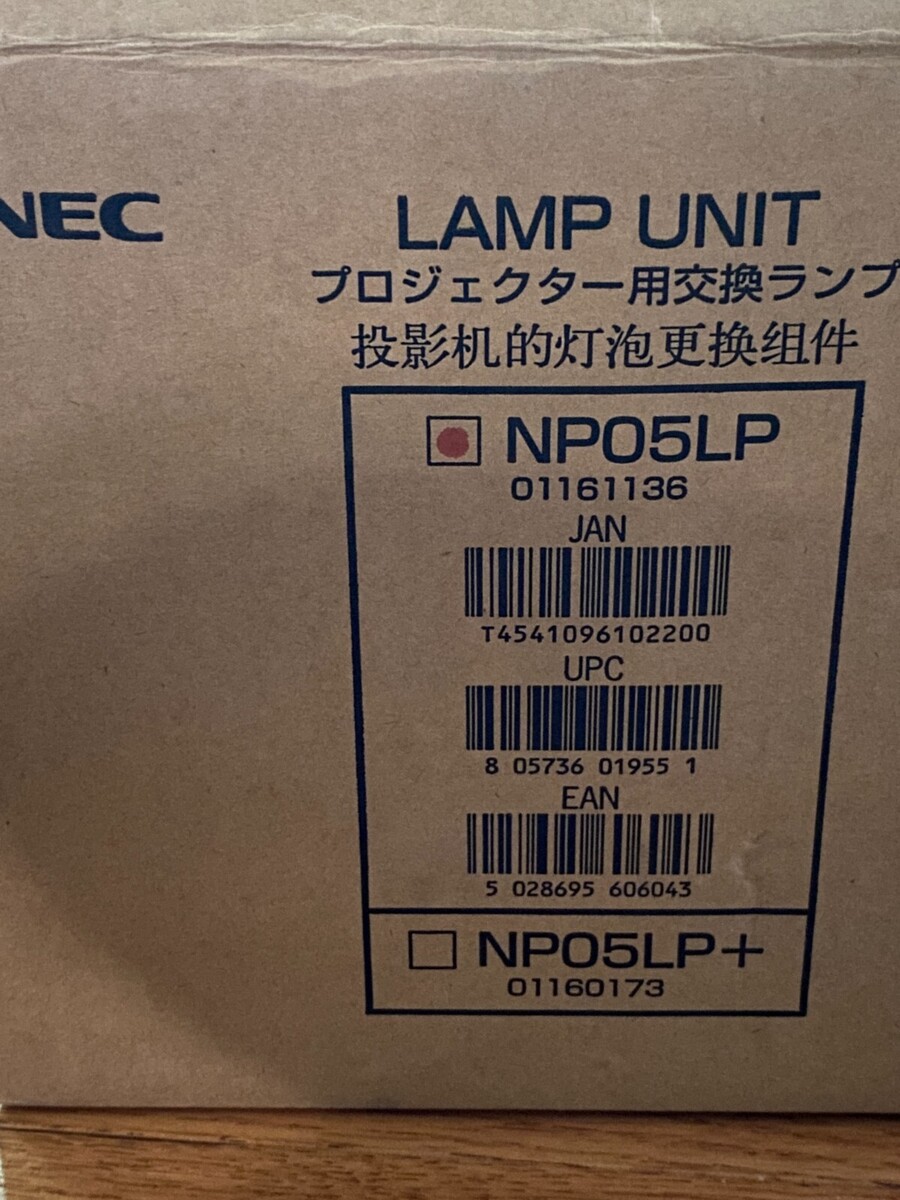 NEC
LAMP UNIT
プロジェクター用交換ランプ
投影机的灯泡更换组件
NP05LP
01161136
JAN
T4541096102200
UPC
8 05736 01955 1
EAN
5 028695 606043
NP05LP+
01160173